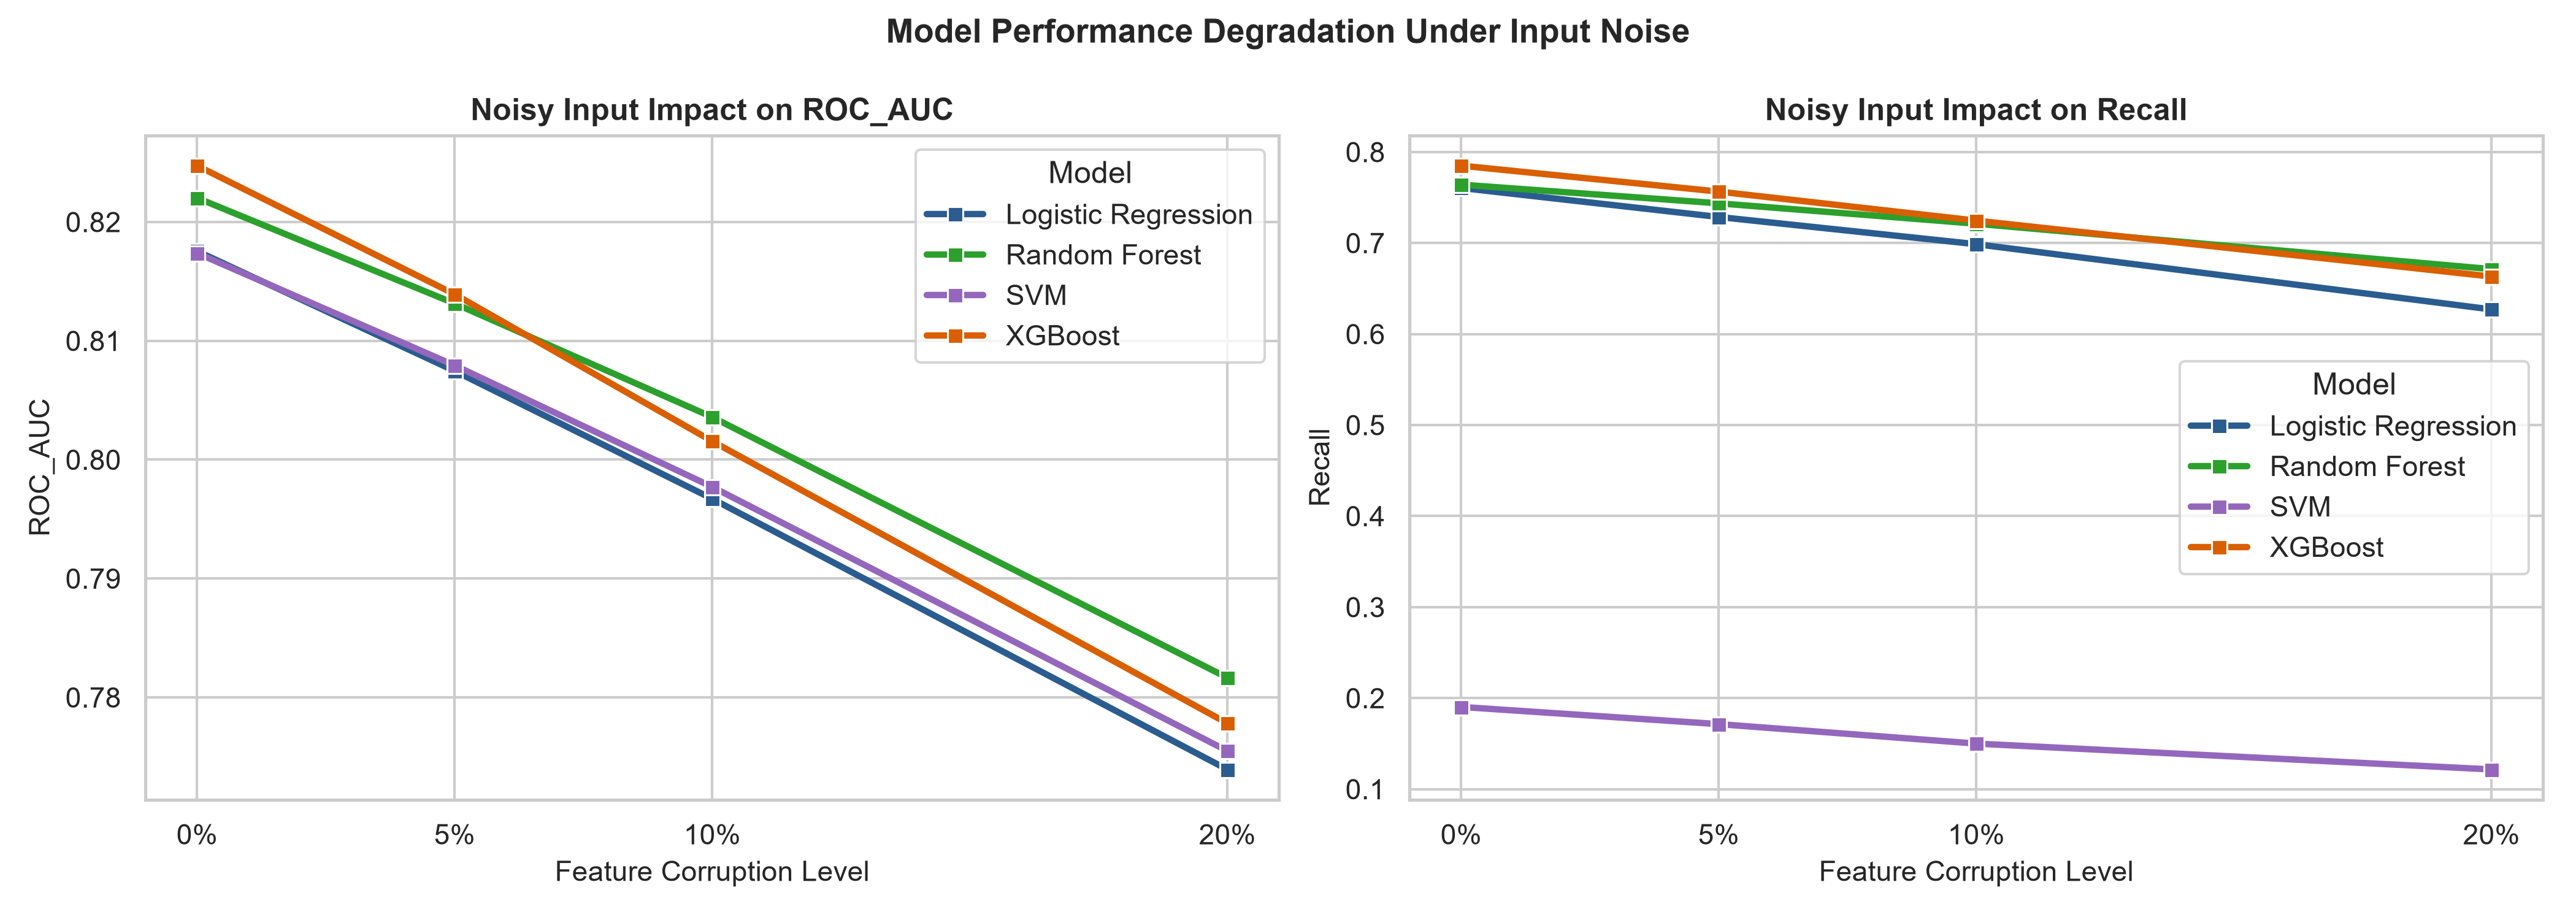 Model Performance Degradation Under Input Noise
Noisy Input Impact on ROC_AUC
ROC_AUC
0.82
0.81
0.80
0.79
0.78
Model
Logistic Regression
Random Forest
SVM
XGBoost
0%
5%
10%
20%
Feature Corruption Level
Noisy Input Impact on Recall
Recall
0.8
0.7
0.6
0.5
0.4
0.3
0.2
0.1
Model
Logistic Regression
Random Forest
SVM
XGBoost
0%
5%
10%
20%
Feature Corruption Level